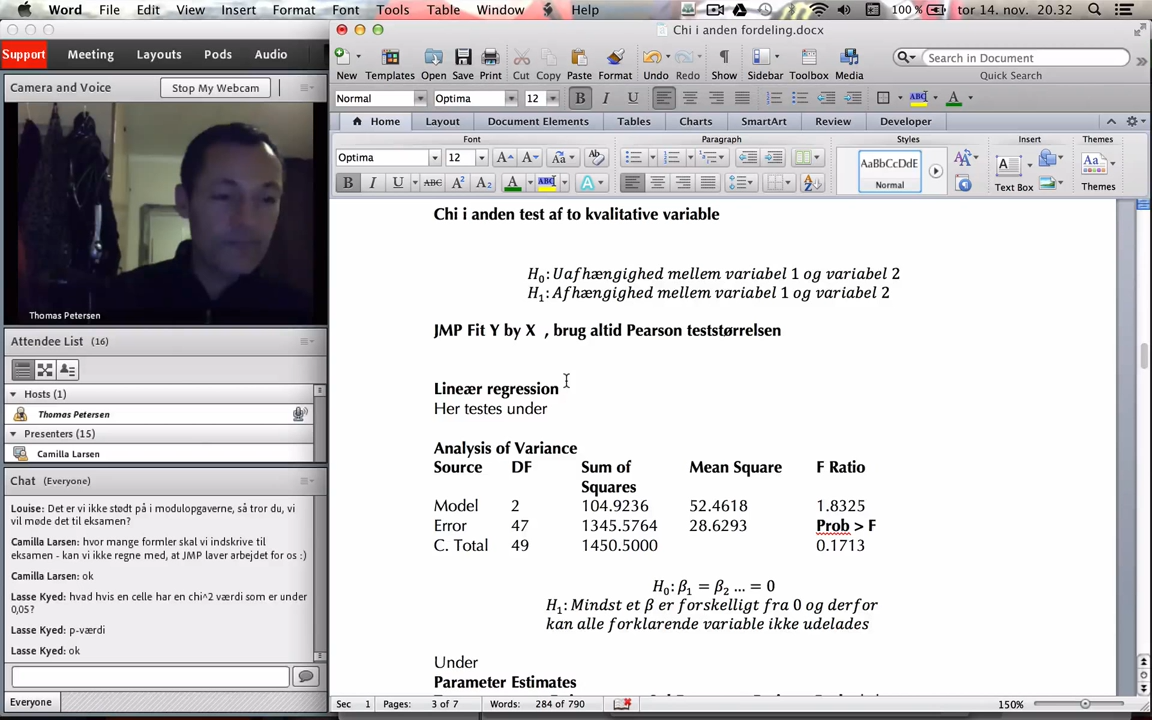 Word File Edit View Insert Format Font Tools Table Window Help 100 % tor 14. nov. 20.32
Support Meeting Layouts Pods Audio
Camera and Voice Stop My Webcam
Thomas Petersen
Attendee List (16)
Hosts (1)
Thomas Petersen
Presenters (15)
Camilla Larsen
Chat (Everyone)
Louise: Det er vi ikke stødt på i modulopgaverne, så tror du, vi
vil møde det til eksamen?
Camilla Larsen: hvor mange formler skal vi indskrive til
eksamen - kan vi ikke regne med, at JMP laver arbejdet for os :)
Camilla Larsen: ok
Lasse Kyed: hvad hvis en celle har en chi^2 værdi som er under
0,05?
Lasse Kyed: p-værdi
Lasse Kyed: ok
Everyone
Chi i anden fordeling.docx
New Templates Open Save Print Cut Copy Paste Format Undo Redo Show Sidebar Toolbox Media
Search in Document
Quick Search
Normal Optima 12 B I U ABC A
Home Layout Document Elements Tables Charts SmartArt Review Developer
Font Paragraph Styles Insert Themes
Optima 12 A A Aa
AaBbCcDdE
Normal
B I U ABC A² A₂ A ABC A
Text Box Themes
Chi i anden test af to kvalitative variable
H₀: Uafhængighed mellem variabel 1 og variabel 2
H₁: Afhængighed mellem variabel 1 og variabel 2
JMP Fit Y by X , brug altid Pearson teststørrelsen
Lineær regression
Her testes under
Analysis of Variance
Source DF Sum of Squares Mean Square F Ratio
Model 2 104.9236 52.4618 1.8325
Error 47 1345.5764 28.6293 Prob > F
C. Total 49 1450.5000 0.1713
H₀: β₁ = β₂ … = 0
H₁: Mindst et β er forskelligt fra 0 og derfor
kan alle forklarende variable ikke udelades
Under
Parameter Estimates
Sec 1 Pages: 3 of 7 Words: 284 of 790 150%